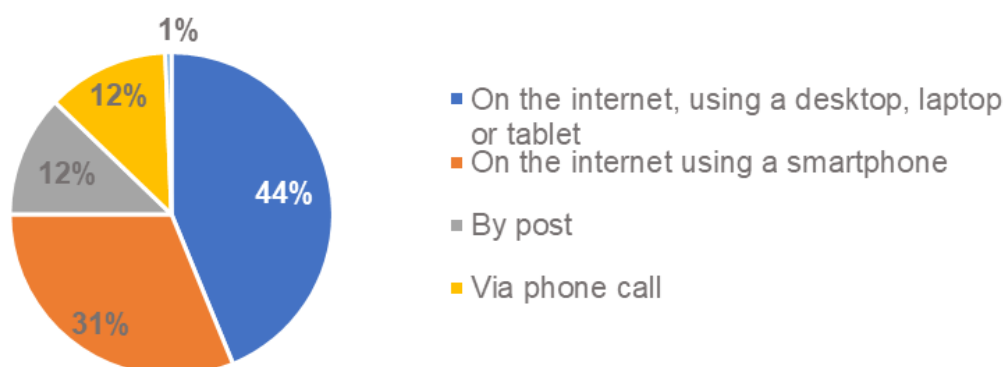 1%
12%
12%
44%
31%
On the internet, using a desktop, laptop
or tablet
On the internet using a smartphone
By post
Via phone call